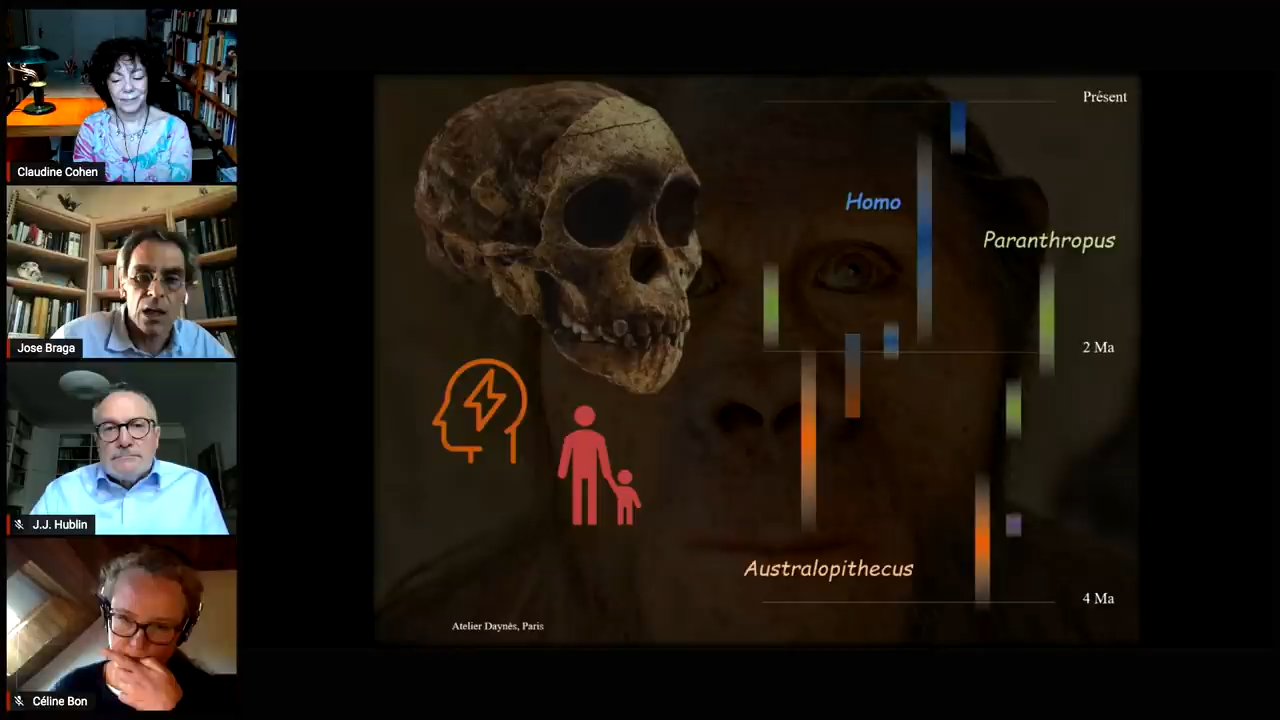 Claudine Cohen
Jose Braga
J.J. Hublin
Céline Bon
Présent
Homo
Paranthropus
2 Ma
Australopithecus
4 Ma
Atelier Daynès, Paris